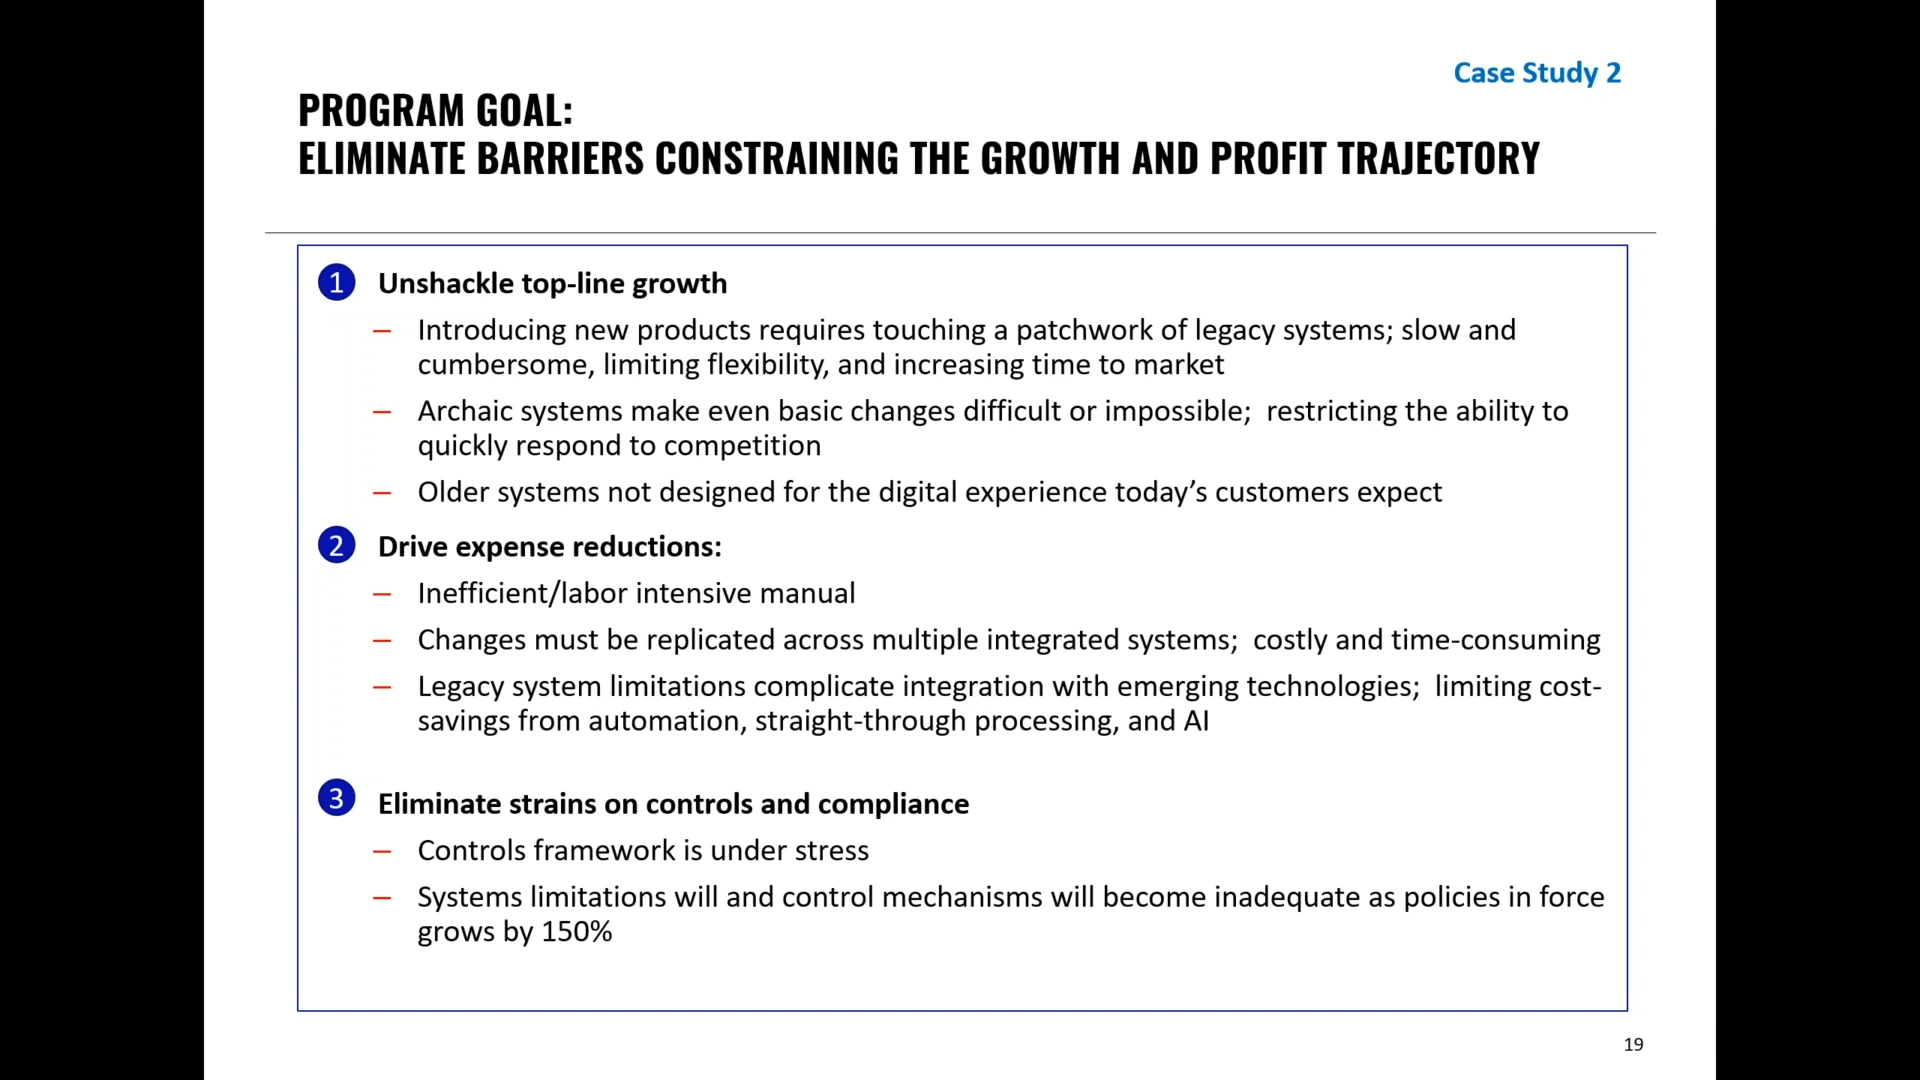 Case Study 2
PROGRAM GOAL:
ELIMINATE BARRIERS CONSTRAINING THE GROWTH AND PROFIT TRAJECTORY
1 Unshackle top-line growth
– Introducing new products requires touching a patchwork of legacy systems; slow and
cumbersome, limiting flexibility, and increasing time to market
– Archaic systems make even basic changes difficult or impossible;  restricting the ability to
quickly respond to competition
– Older systems not designed for the digital experience today’s customers expect
2 Drive expense reductions:
– Inefficient/labor intensive manual
– Changes must be replicated across multiple integrated systems;  costly and time-consuming
– Legacy system limitations complicate integration with emerging technologies;  limiting cost-
savings from automation, straight-through processing, and AI
3 Eliminate strains on controls and compliance
– Controls framework is under stress
– Systems limitations will and control mechanisms will become inadequate as policies in force
grows by 150%
19